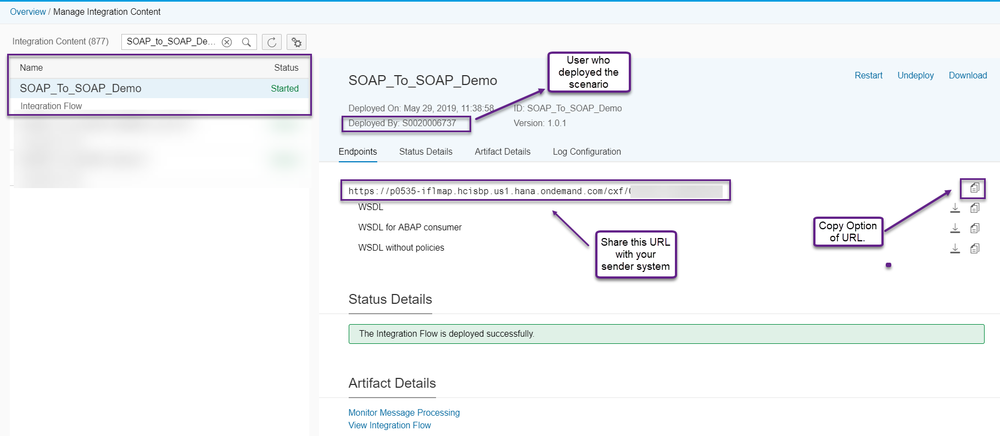 Overview / Manage Integration Content
Integration Content (877)
SOAP_to_SOAP_De...
Name
Status
SOAP_To_SOAP_Demo
Started
Integration Flow
SOAP_To_SOAP_Demo
User who
deployed the
scenario
Restart
Undeploy
Download
Deployed On: May 29, 2019, 11:38:58
ID: SOAP_To_SOAP_Demo
Deployed By: S0020006737
Version: 1.0.1
Endpoints
Status Details
Artifact Details
Log Configuration
https://p0535-iflmap.hcisbp.us1.hana.ondemand.com/cxf/
WSDL
WSDL for ABAP consumer
WSDL without policies
Share this URL
with your
sender system
Copy Option
of URL.
Status Details
The Integration Flow is deployed successfully.
Artifact Details
Monitor Message Processing
View Integration Flow